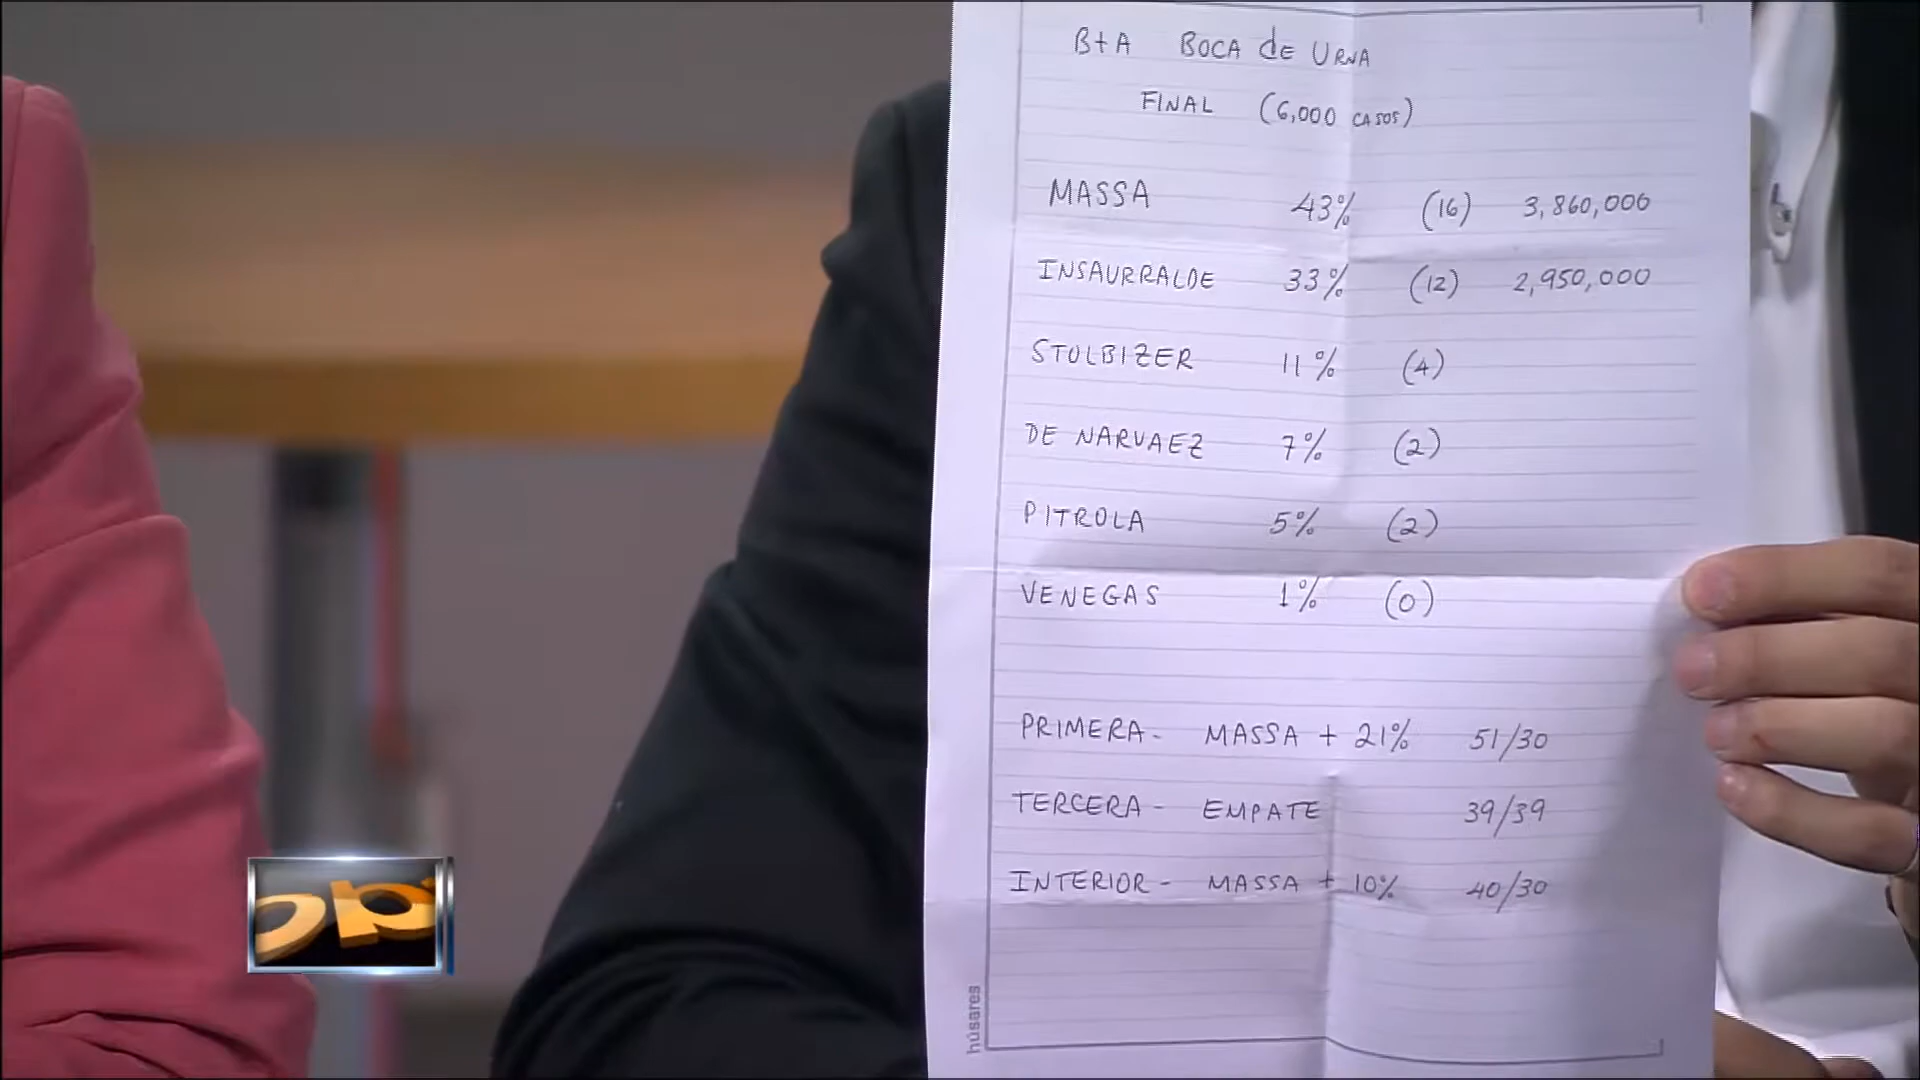 B+A BOCA de URNA
FINAL (6,000 CASOS)
MASSA 43% (16) 3,860,000
INSAURRALDE 33% (12) 2,950,000
STOLBIZER 11% (4)
DE NARVAEZ 7% (2)
PITROLA 5% (2)
VENEGAS 1% (0)
PRIMERA - MASSA + 21% 51/30
TERCERA - EMPATE 39/39
INTERIOR - MASSA + 10% 40/30
húsares